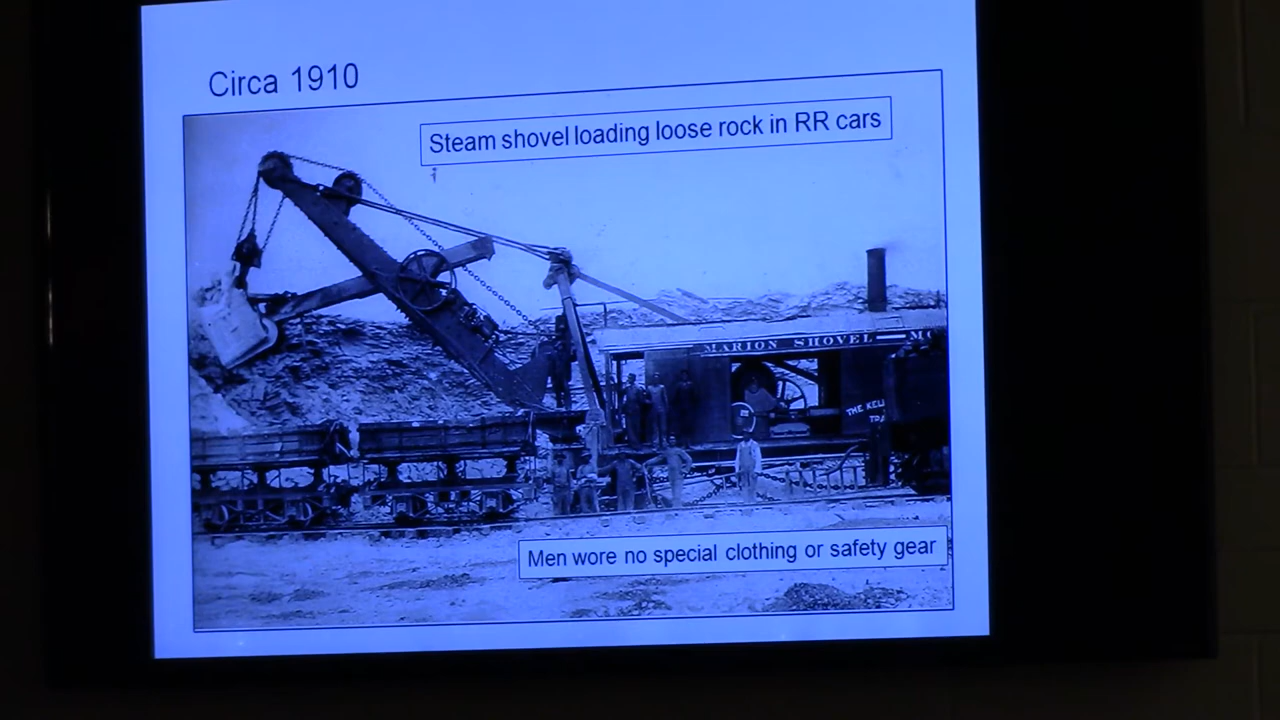 Circa 1910
Steam shovel loading loose rock in RR cars
MARION SHOVEL
THE
Men wore no special clothing or safety gear